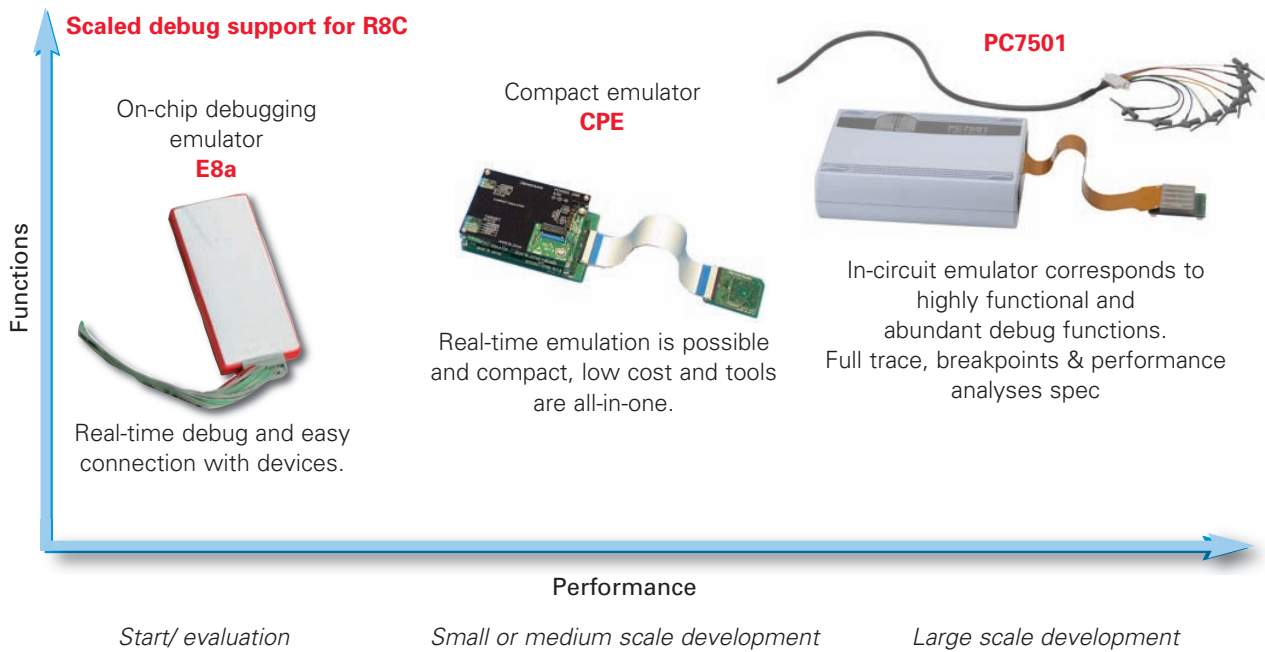 Scaled debug support for R8C
On-chip debugging
emulator
E8a
Real-time debug and easy
connection with devices.
Compact emulator
CPE
Real-time emulation is possible
and compact, low cost and tools
are all-in-one.
PC7501
PC7501
In-circuit emulator corresponds to
highly functional and
abundant debug functions.
Full trace, breakpoints & performance
analyses spec
Functions
Performance
Start/ evaluation
Small or medium scale development
Large scale development